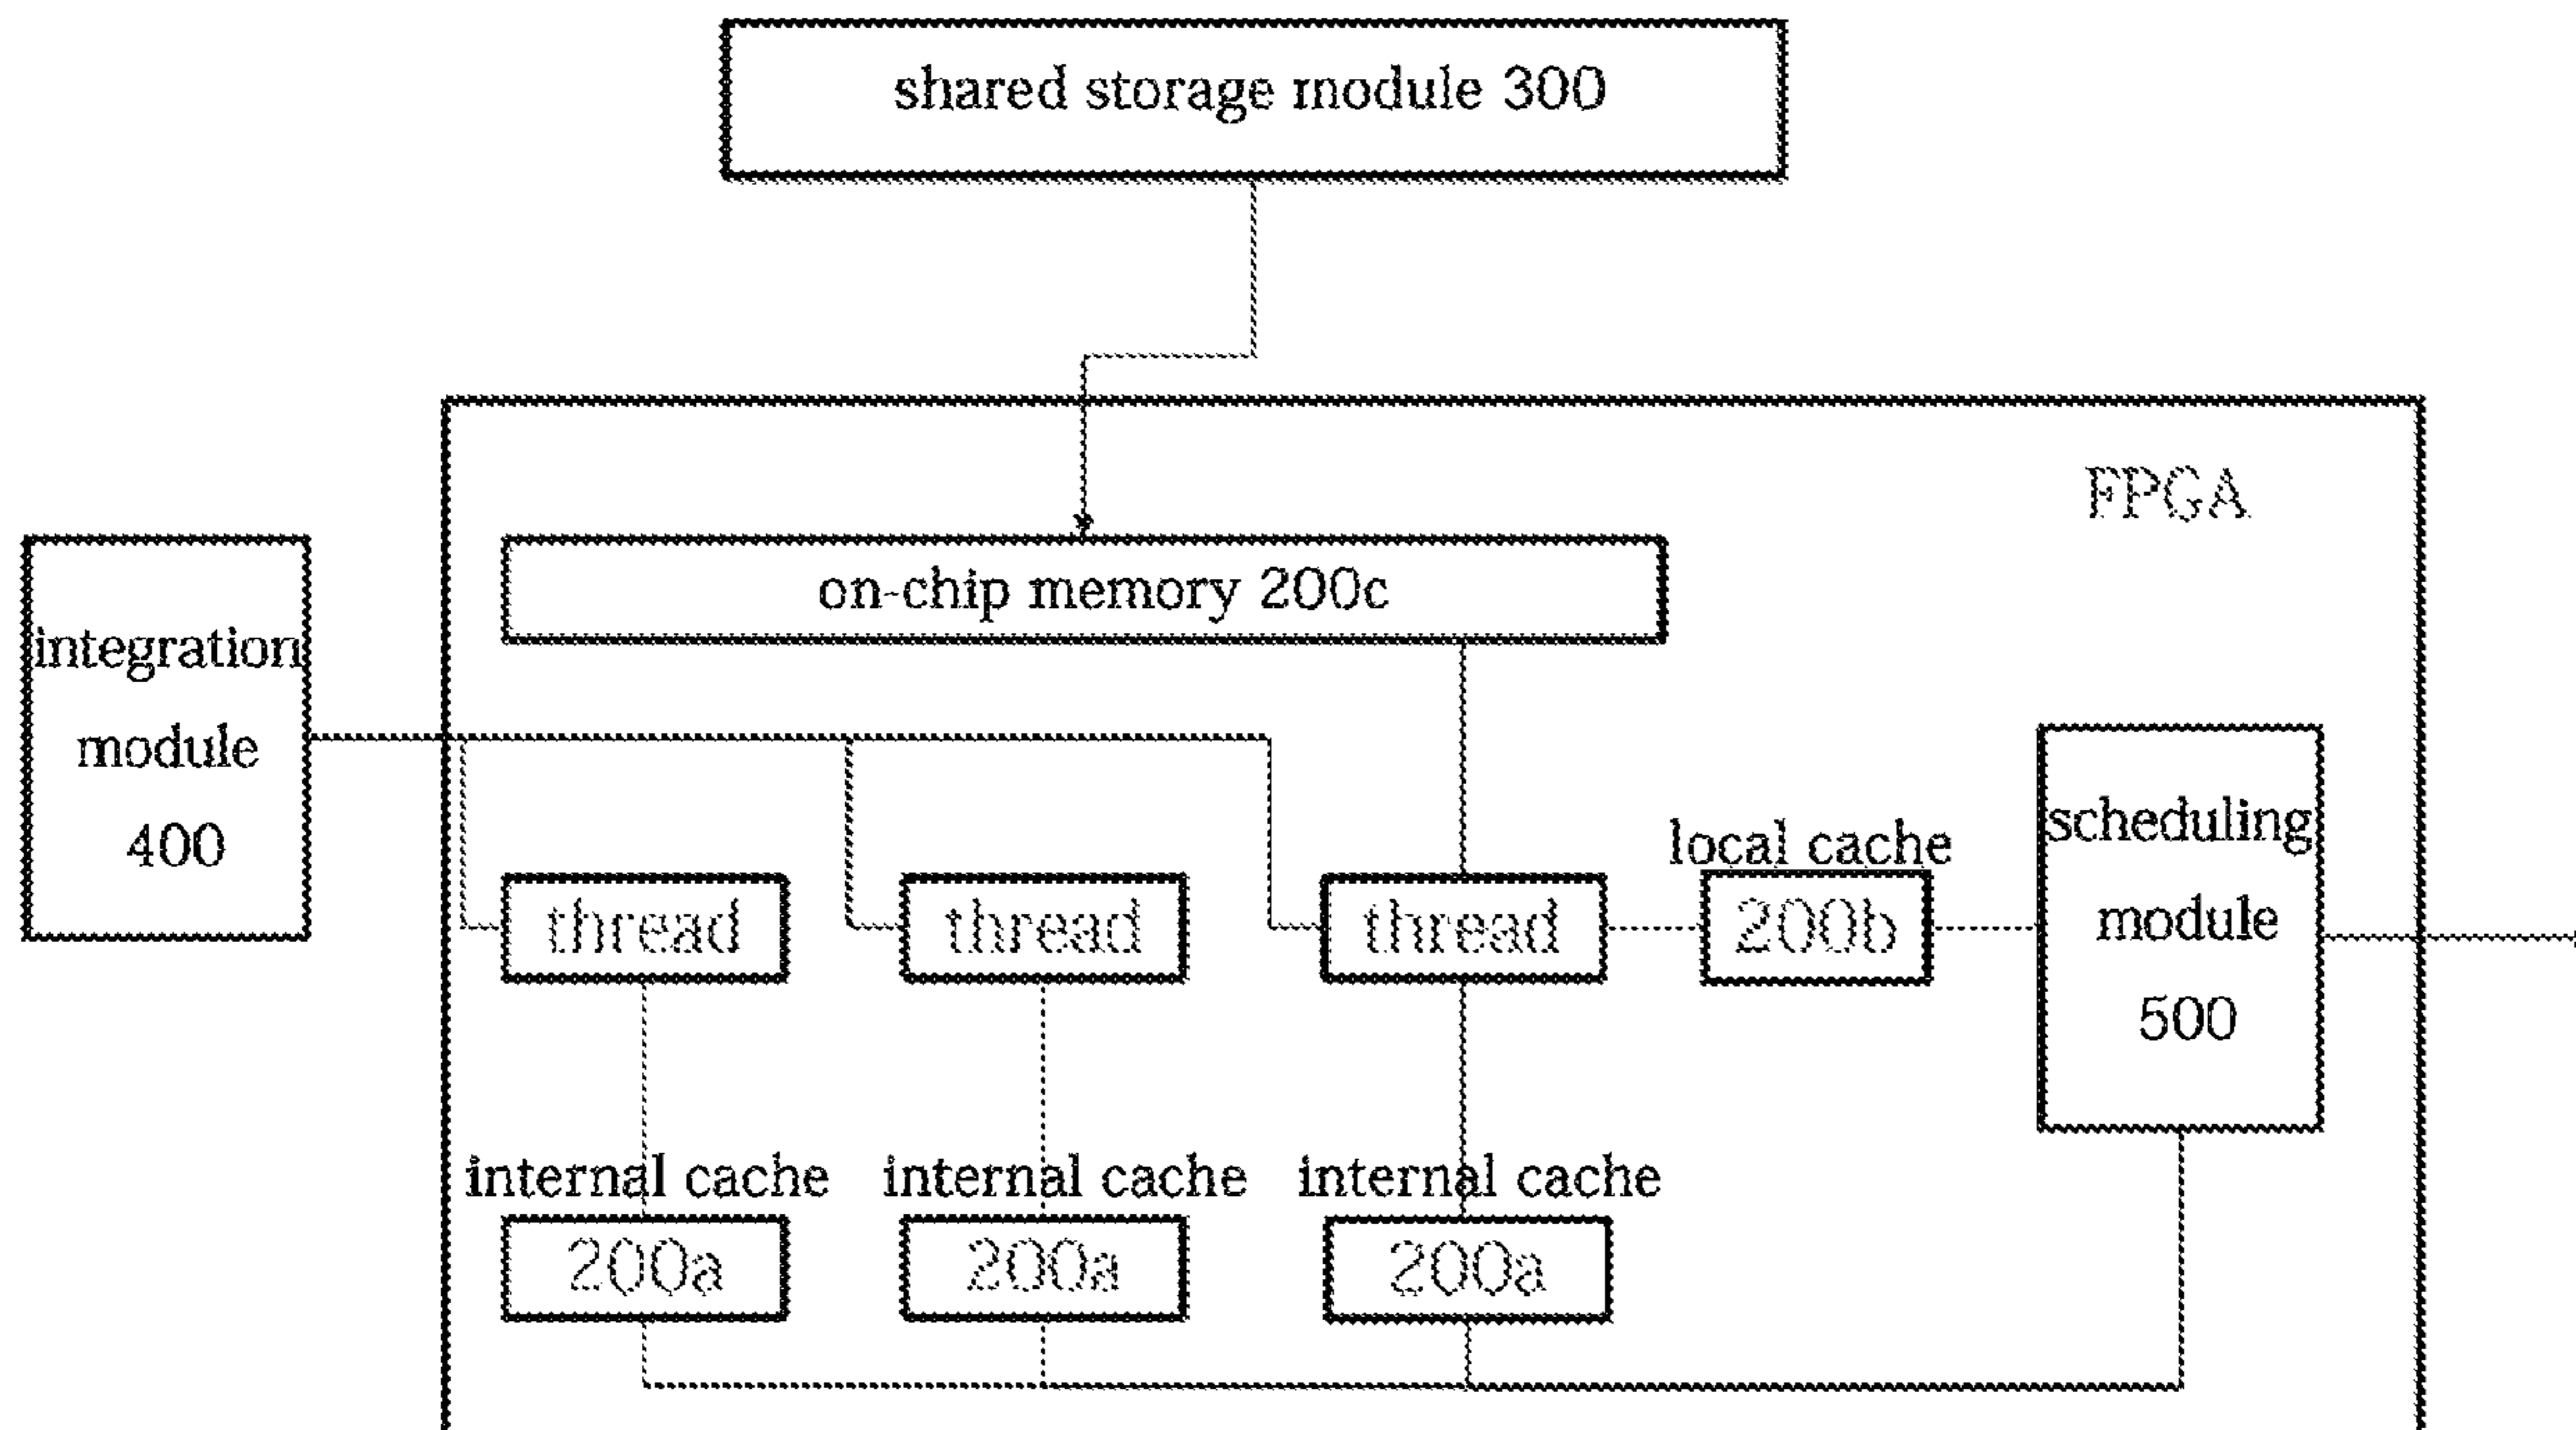 shared storage module 300
FPGA
on-chip memory 200c
integration
module
400
local cache
scheduling
module
500
thread
thread
thread
200b
internal cache
internal cache
internal cache
200a
200a
200a